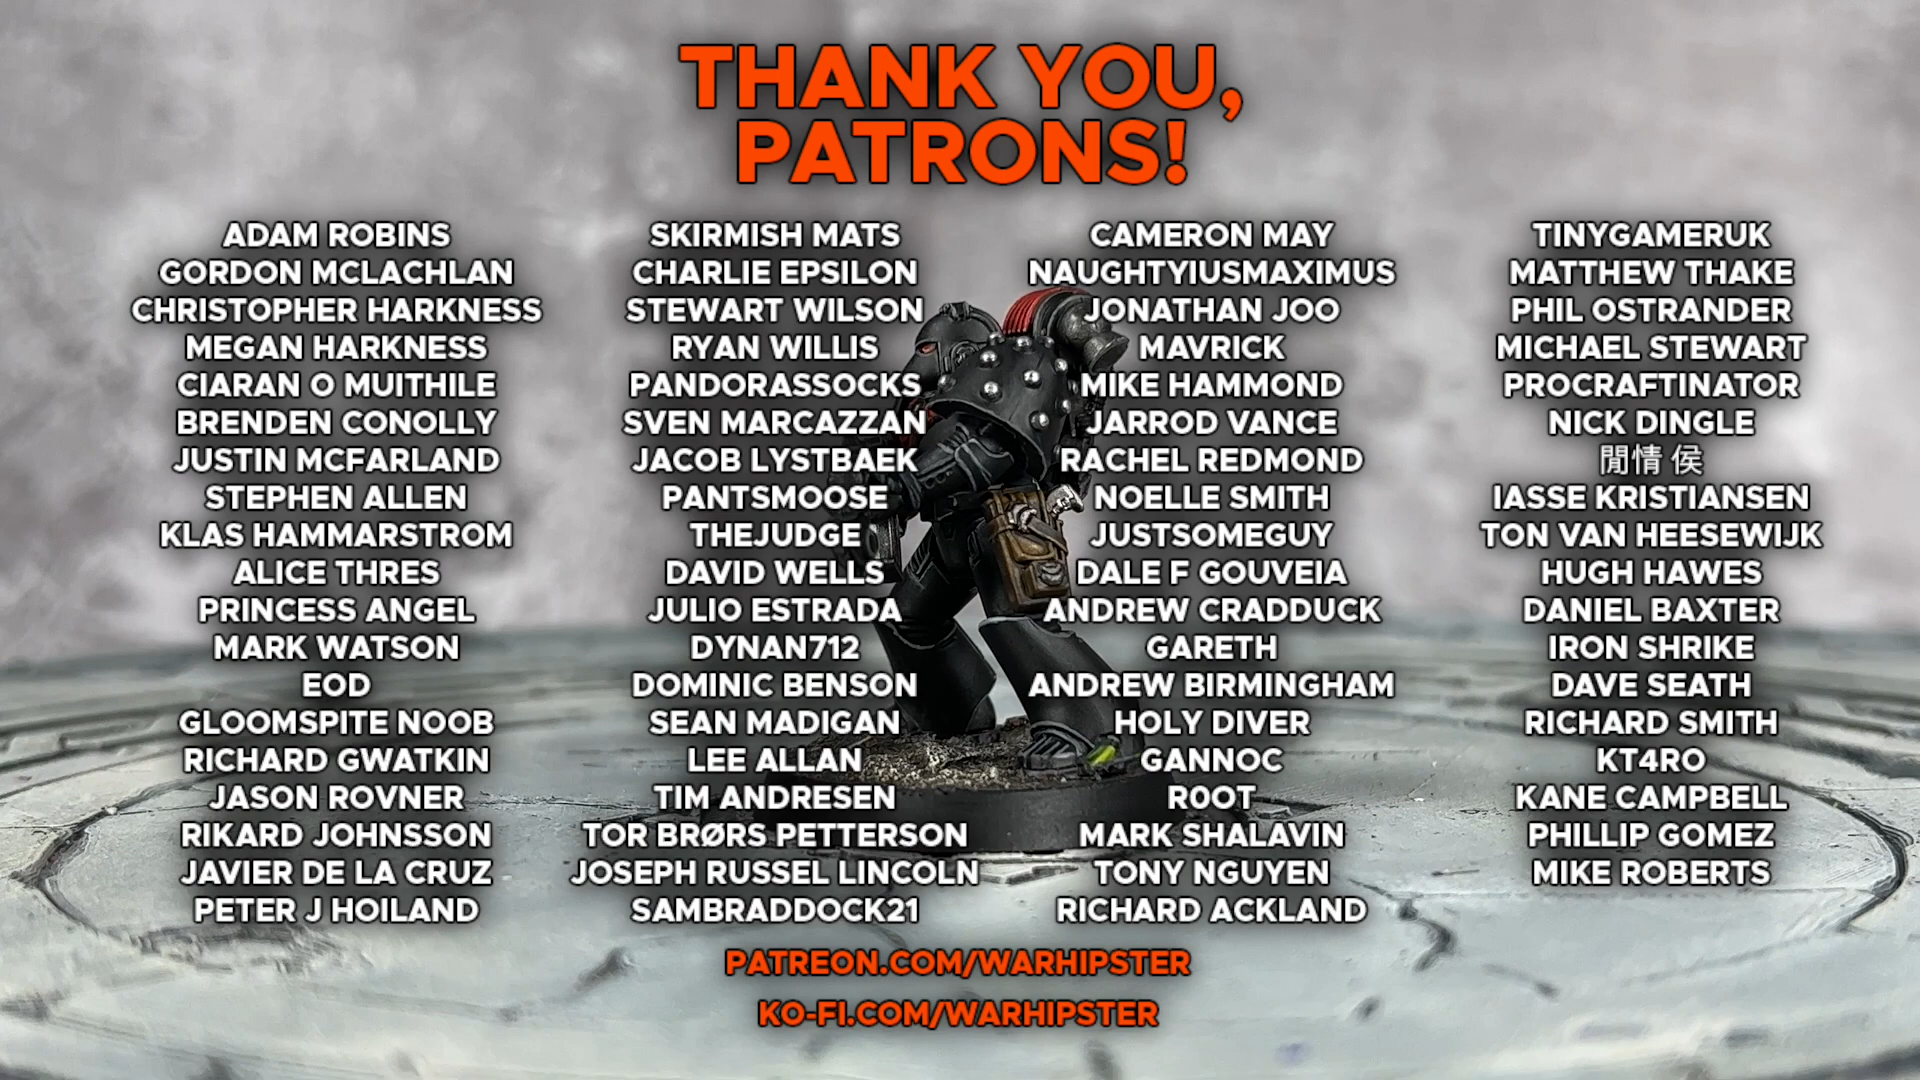 THANK YOU,
PATRONS!
ADAM ROBINS
GORDON MCLACHLAN
CHRISTOPHER HARKNESS
MEGAN HARKNESS
CIARAN O MUITHILE
BRENDEN CONOLLY
JUSTIN MCFARLAND
STEPHEN ALLEN
KLAS HAMMARSTROM
ALICE THRES
PRINCESS ANGEL
MARK WATSON
EOD
GLOOMSPITE NOOB
RICHARD GWATKIN
JASON ROVNER
RIKARD JOHNSSON
JAVIER DE LA CRUZ
PETER J HOILAND
SKIRMISH MATS
CHARLIE EPSILON
STEWART WILSON
RYAN WILLIS
PANDORASSOCKS
SVEN MARCAZZAN
JACOB LYSTBAEK
PANTSMOOSE
THEJUDGE
DAVID WELLS
JULIO ESTRADA
DYNAN712
DOMINIC BENSON
SEAN MADIGAN
LEE ALLAN
TIM ANDRESEN
TOR BRØRS PETTERSON
JOSEPH RUSSEL LINCOLN
SAMBRADDOCK21
CAMERON MAY
NAUGHTYIUSMAXIMUS
JONATHAN JOO
MAVRICK
MIKE HAMMOND
JARROD VANCE
RACHEL REDMOND
NOELLE SMITH
JUSTSOMEGUY
DALE F GOUVEIA
ANDREW CRADDUCK
GARETH
ANDREW BIRMINGHAM
HOLY DIVER
GANNOC
R0OT
MARK SHALAVIN
TONY NGUYEN
RICHARD ACKLAND
TINYGAMERUK
MATTHEW THAKE
PHIL OSTRANDER
MICHAEL STEWART
PROCRAFTINATOR
NICK DINGLE
閒情 侯
IASSE KRISTIANSEN
TON VAN HEESEWIJK
HUGH HAWES
DANIEL BAXTER
IRON SHRIKE
DAVE SEATH
RICHARD SMITH
KT4RO
KANE CAMPBELL
PHILLIP GOMEZ
MIKE ROBERTS
PATREON.COM/WARHIPSTER
KO-FI.COM/WARHIPSTER